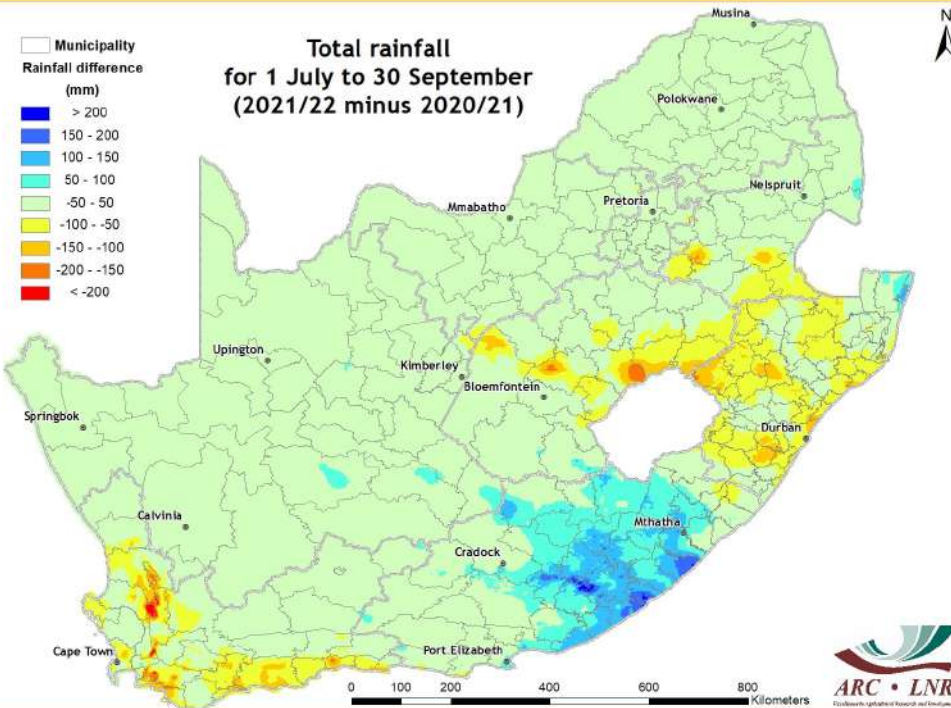 Total rainfall
for 1 July to 30 September
(2021/22 minus 2020/21)
N
Municipality
Rainfall difference
(mm)
> 200
150 - 200
100 - 150
50 - 100
-50 - 50
-100 - -50
-150 - -100
-200 - -150
< -200
Musina
Polokwane
Nelspruit
Pretoria
Mmabatho
Upington
Kimberley
Bloemfontein
Springbok
Durban
Calvinia
Mthatha
Cradock
Cape Town
Port Elizabeth
0 100 200 400 600 800
Kilometers
ARC • LNR